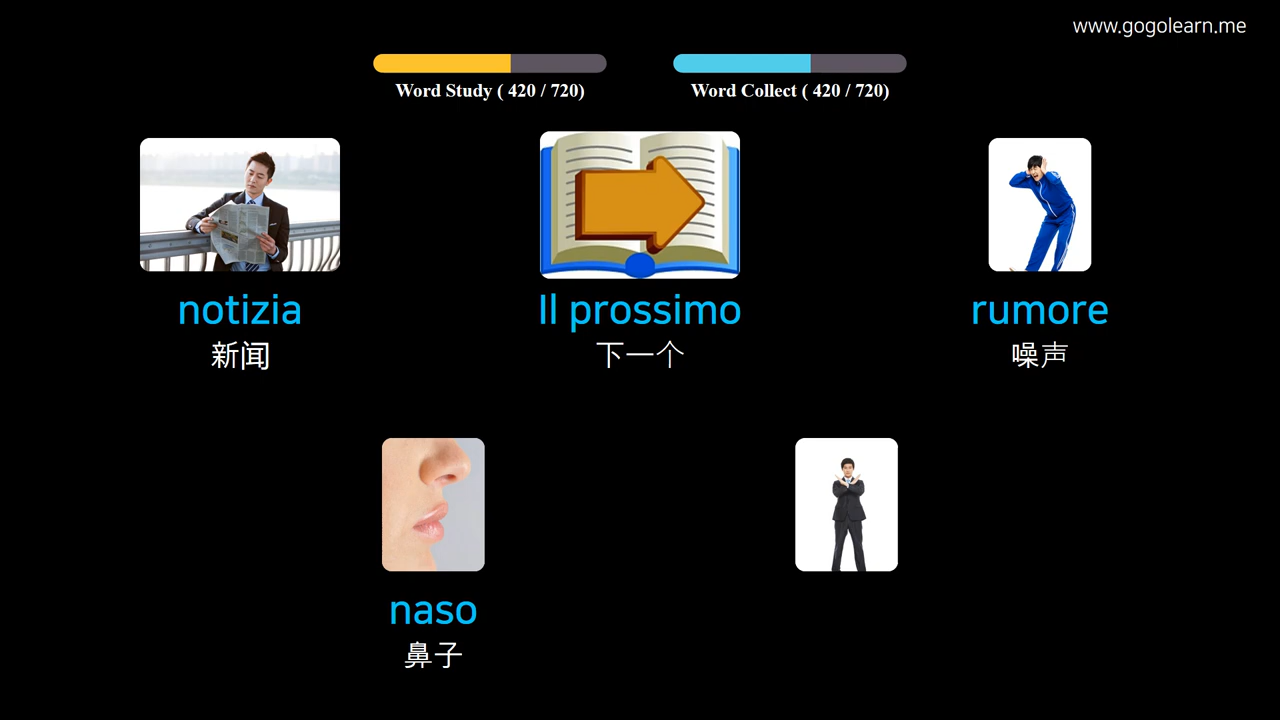 www.gogolearn.me
Word Study ( 420 / 720)
Word Collect ( 420 / 720)
notizia
新闻
Il prossimo
下一个
rumore
噪声
naso
鼻子